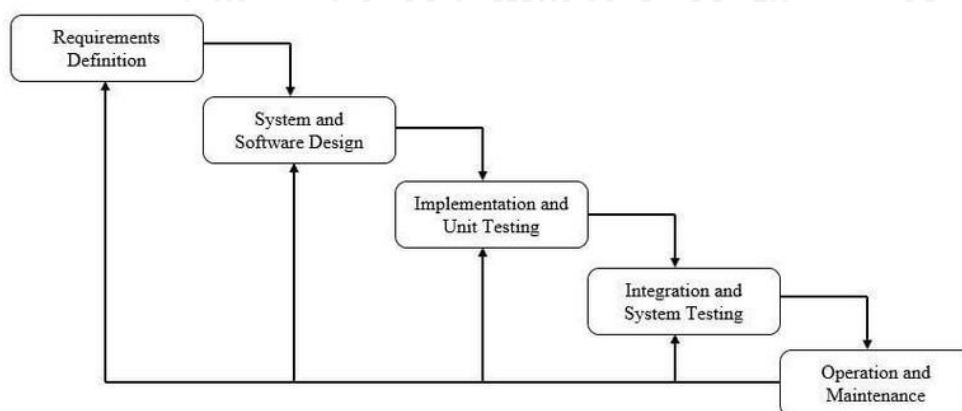 Requirements
Definition
System and
Software Design
Implementation and
Unit Testing
Integration and
System Testing
Operation and
Maintenance